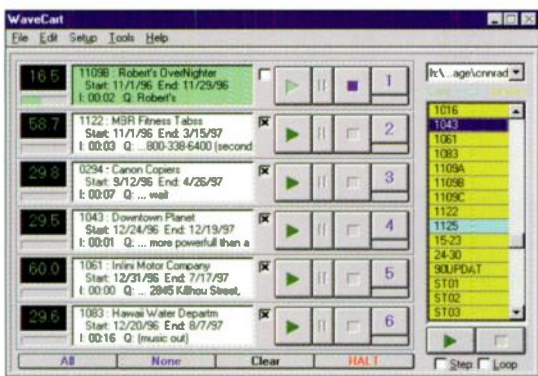 WaveCart
File Edit Setup Tools Help
16.5
1109B : Robert's OverNighter
Start: 11/1/96 End: 11/29/96
I: 00:02 Q: Robert's
1
58.7
1122 : MBR Fitness Tabss
Start: 11/1/96 End: 3/15/97
I: 00:03 Q: ...800-338-6400 (second
2
29.8
0294 : Canon Copiers
Start: 9/12/96 End: 4/26/97
I: 00:07 Q: ... wait
3
29.5
1043 : Downtown Planet
Start: 12/24/96 End: 12/19/97
I: 00:01 Q: ... more powerfull than a
4
60.0
1061 : Infini Motor Company
Start: 12/31/96 End: 7/17/97
I: 00:00 Q: ... 2845 Street,
5
29.6
1083 : Hawaii Water Departm
Start: 12/20/96 End: 8/7/97
I: 00:16 Q: (music out)
6
All None Clear HALT
1016
1043
1061
1083
1109A
1109B
1109C
1122
1125
15-23
24-30
90UPDAT
ST01
ST02
ST03
Step Loop